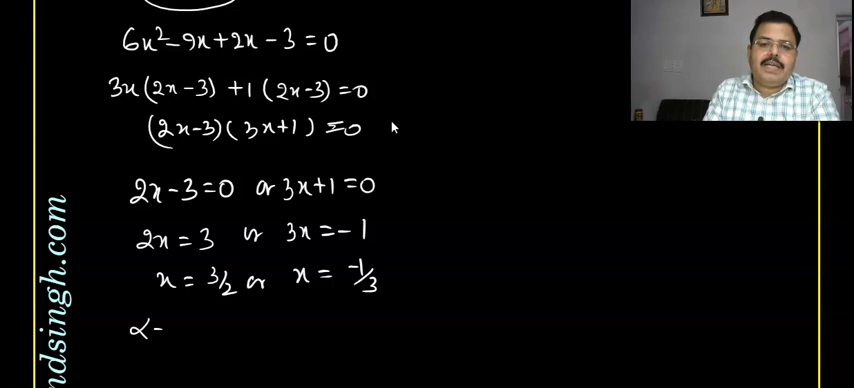 6x² - 9x + 2x - 3 = 0
3x(2x - 3) + 1(2x - 3) = 0
(2x - 3)(3x + 1) = 0
2x - 3 = 0 or 3x + 1 = 0
2x = 3 or 3x = -1
x = 3/2 or x = -1/3
α -
ndsingh.com